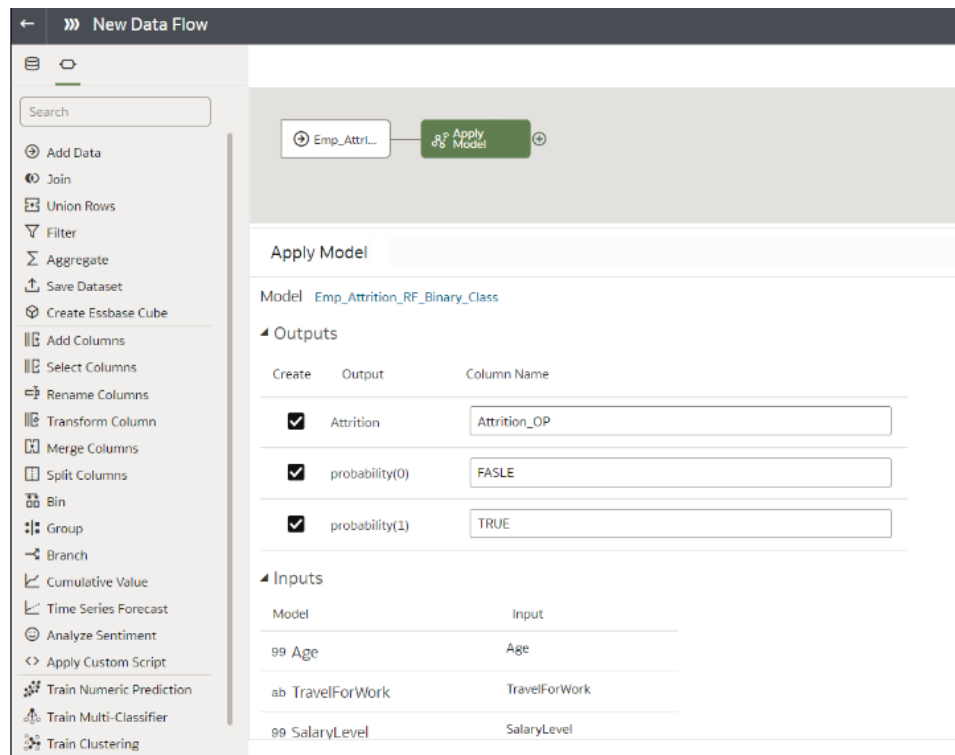 New Data Flow
Search
Add Data
Join
Union Rows
Filter
Aggregate
Save Dataset
Create Essbase Cube
Add Columns
Select Columns
Rename Columns
Transform Column
Merge Columns
Split Columns
Bin
Group
Branch
Cumulative Value
Time Series Forecast
Analyze Sentiment
Apply Custom Script
Train Numeric Prediction
Train Multi-Classifier
Train Clustering
Emp_Attri...
Apply
Model
Apply Model
Model Emp_Attrition_RF_Binary_Class
Outputs
Create Output Column Name
Attrition Attrition_OP
probability(0) FASLE
probability(1) TRUE
Inputs
Model Input
99 Age Age
ab TravelForWork TravelForWork
99 SalaryLevel SalaryLevel